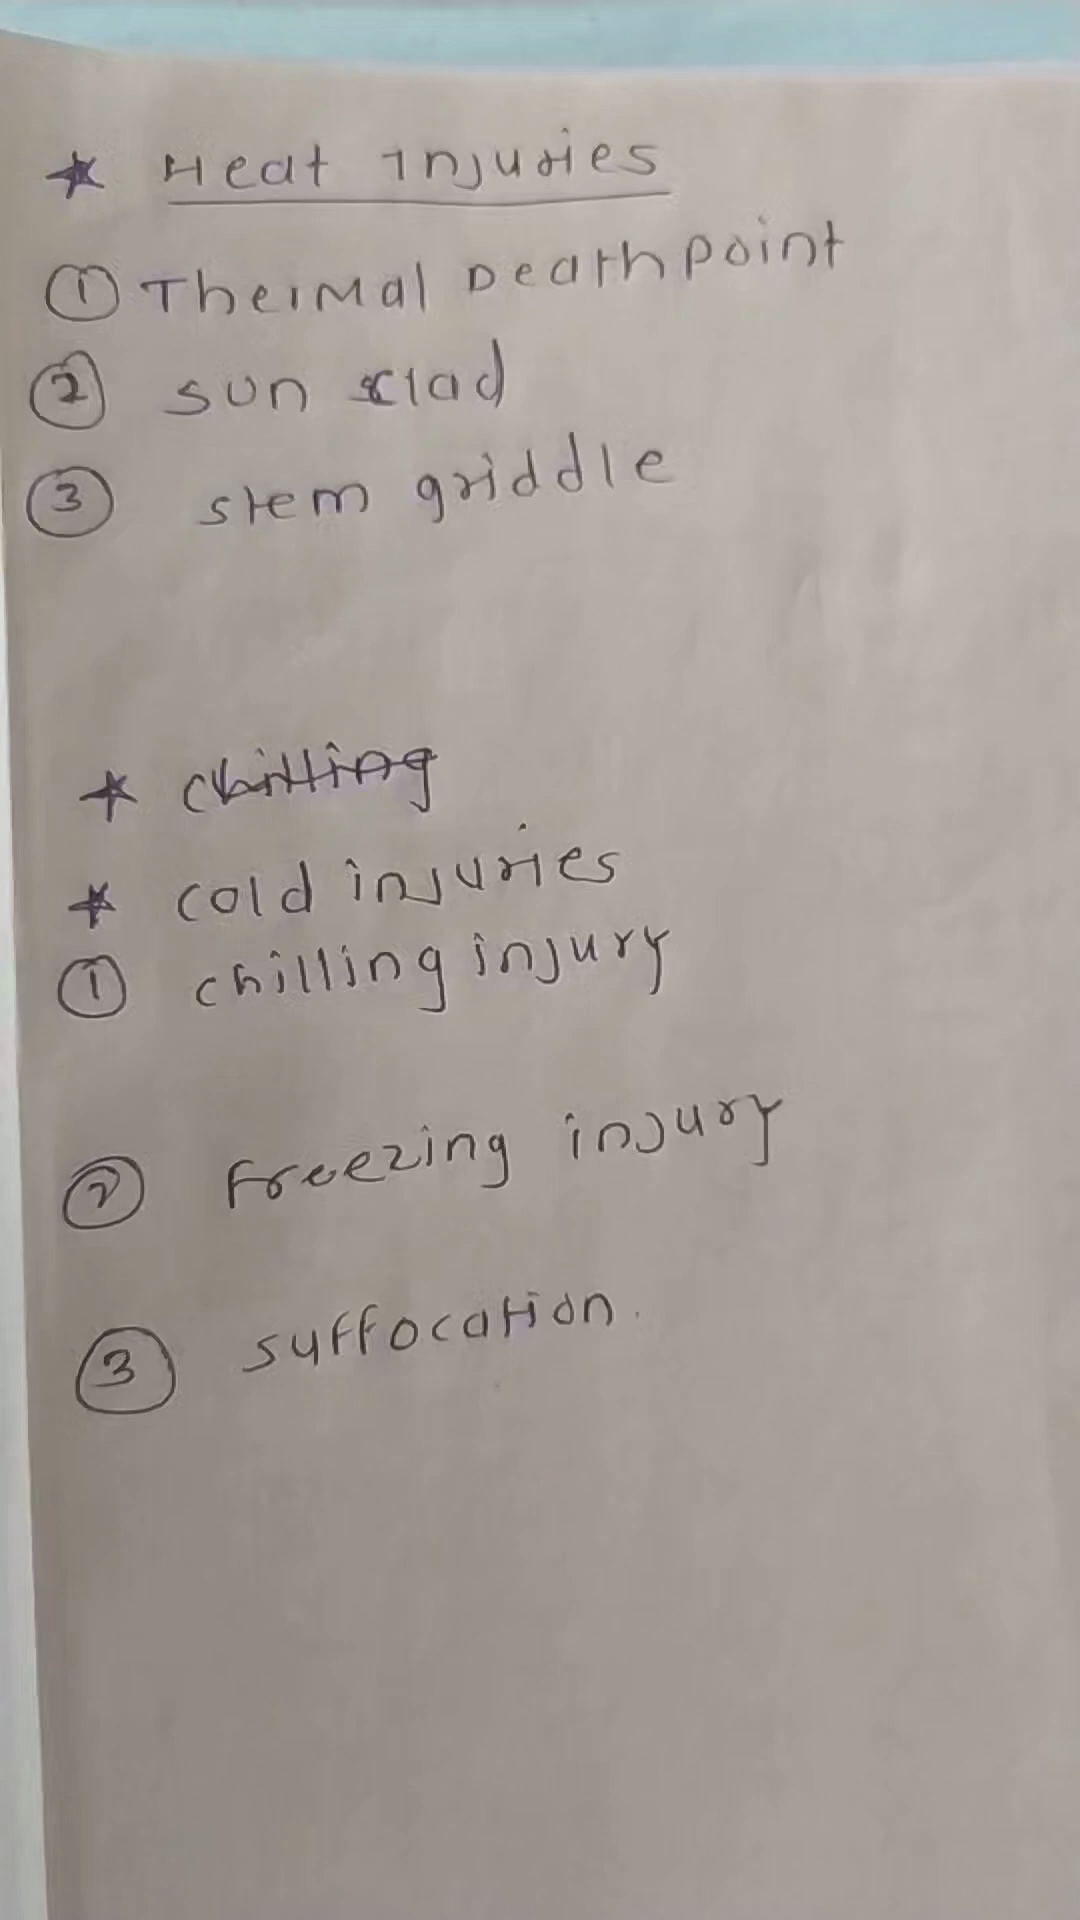 * Heat injuries
① Thermal Death point
② sun clad
③ stem griddle
* chilling
* cold injuries
① chilling injury
② Freezing injury
③ suffocation.